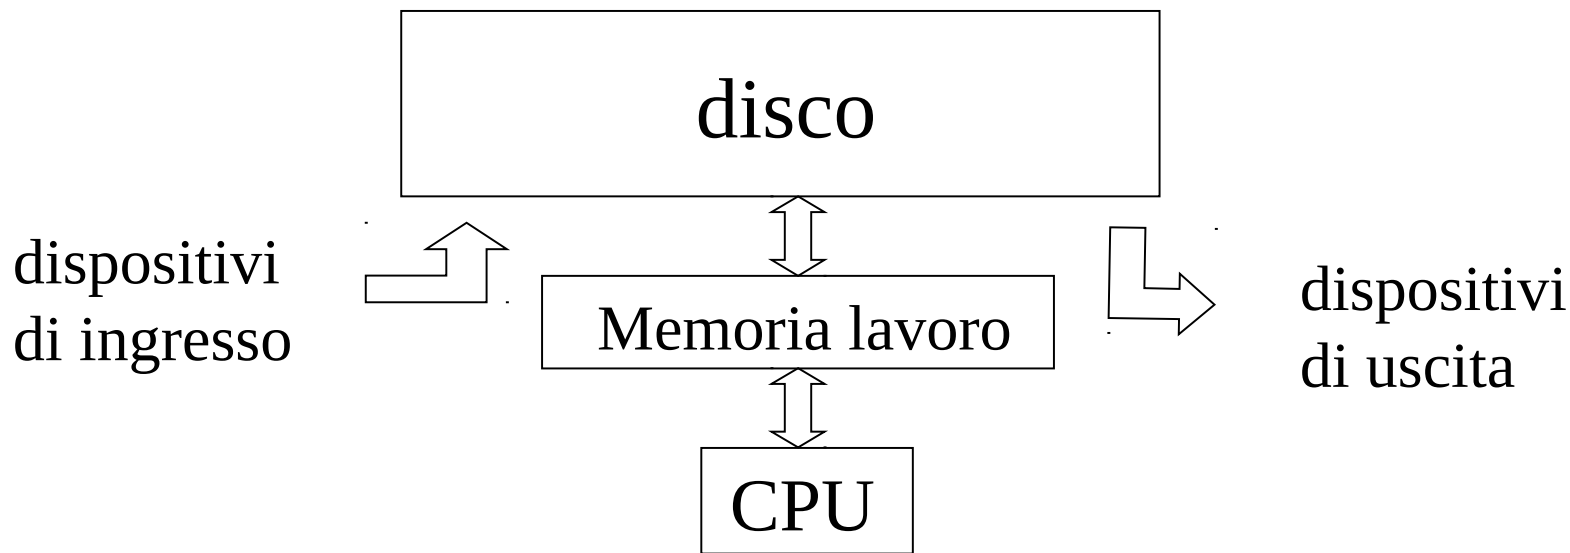 disco
dispositivi
di ingresso
Memoria lavoro
dispositivi
di uscita
CPU